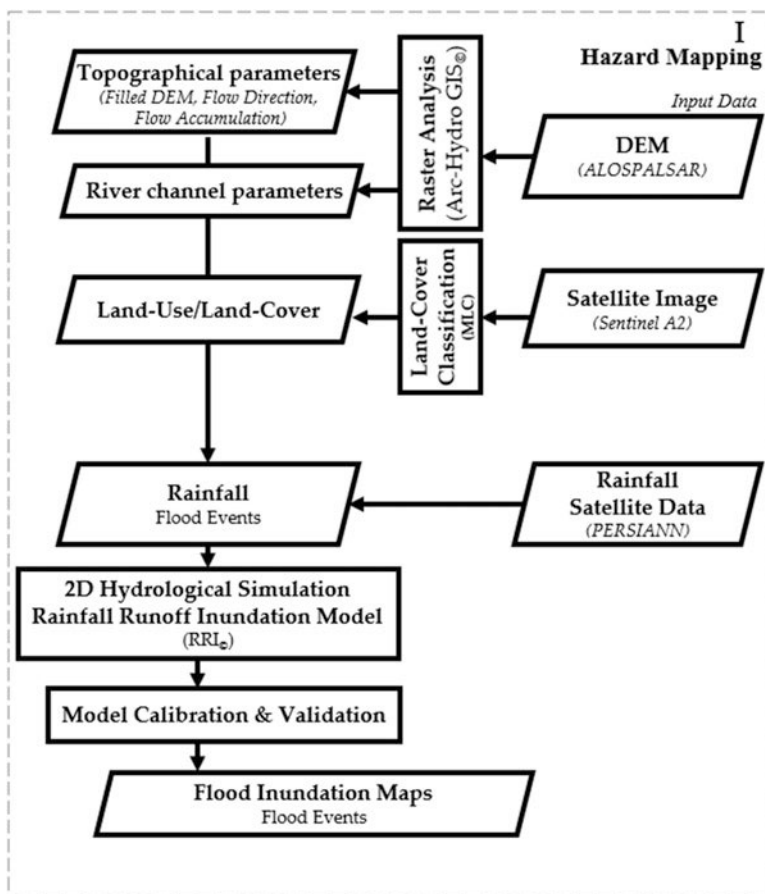 I
Hazard Mapping
Input Data
Topographical parameters
(Filled DEM, Flow Direction,
Flow Accumulation)
River channel parameters
Raster Analysis
(Arc-Hydro GIS©)
DEM
(ALOSPALSAR)
Land-Use/Land-Cover
Land-Cover
Classification
(MLC)
Satellite Image
(Sentinel A2)
Rainfall
Flood Events
Rainfall
Satellite Data
(PERSIANN)
2D Hydrological Simulation
Rainfall Runoff Inundation Model
(RRI©)
Model Calibration & Validation
Flood Inundation Maps
Flood Events